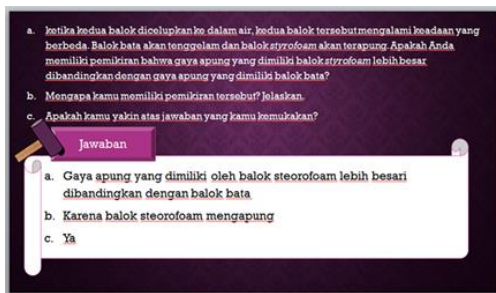 a. ketika kedua balok dicelupkan ke dalam air, kedua balok tersebut mengalami keadaan yang
berbeda. Balok bata akan tenggelam dan balok styrofoam akan terapung. Apakah Anda
memiliki pemikiran bahwa gaya apung yang dimiliki balok styrofoam lebih besar
dibandingkan dengan gaya apung yang dimiliki balok bata?
b. Mengapa kamu memiliki pemikiran tersebut? Jelaskan.
c. Apakah kamu yakin atas jawaban yang kamu kemukakan?
Jawaban
a. Gaya apung yang dimiliki oleh balok steorofoam lebih besari
dibandingkan dengan balok bata
b. Karena balok steorofoam mengapung
c. Ya